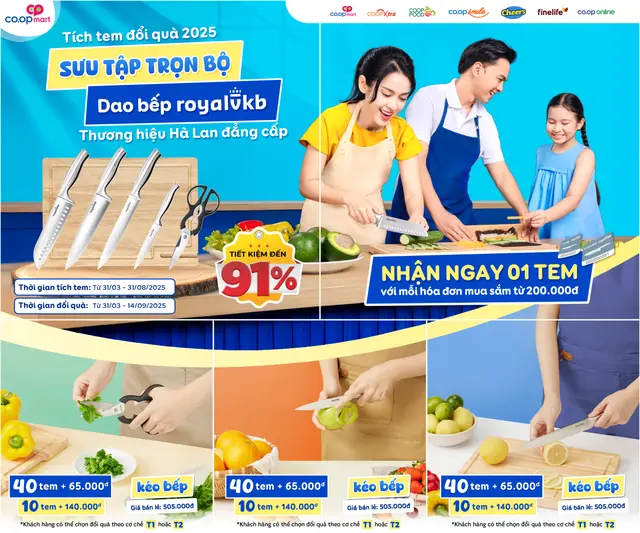 co.opmart
co.opmart
co.opXtra
CO.OP FOOD
co.op smile
Cheers
finelife
co.op online
Tích tem đổi quà 2025
SƯU TẬP TRỌN BỘ
Dao bếp royalvkb
Thương hiệu Hà Lan đẳng cấp
TIẾT KIỆM ĐẾN
91%
Thời gian tích tem: Từ 31/03 - 31/08/2025
Thời gian đổi quà: Từ 31/03 - 14/09/2025
NHẬN NGAY 01 TEM
với mỗi hóa đơn mua sắm từ 200.000đ
40 tem + 65.000đ
10 tem + 140.000đ
kéo bếp
Giá bán lẻ: 505.000đ
*Khách hàng có thể chọn đổi quà theo cơ chế T1 hoặc T2
40 tem + 65.000đ
10 tem + 140.000đ
kéo bếp
Giá bán lẻ: 505.000đ
*Khách hàng có thể chọn đổi quà theo cơ chế T1 hoặc T2
40 tem + 65.000đ
10 tem + 140.000đ
kéo bếp
Giá bán lẻ: 505.000đ
*Khách hàng có thể chọn đổi quà theo cơ chế T1 hoặc T2